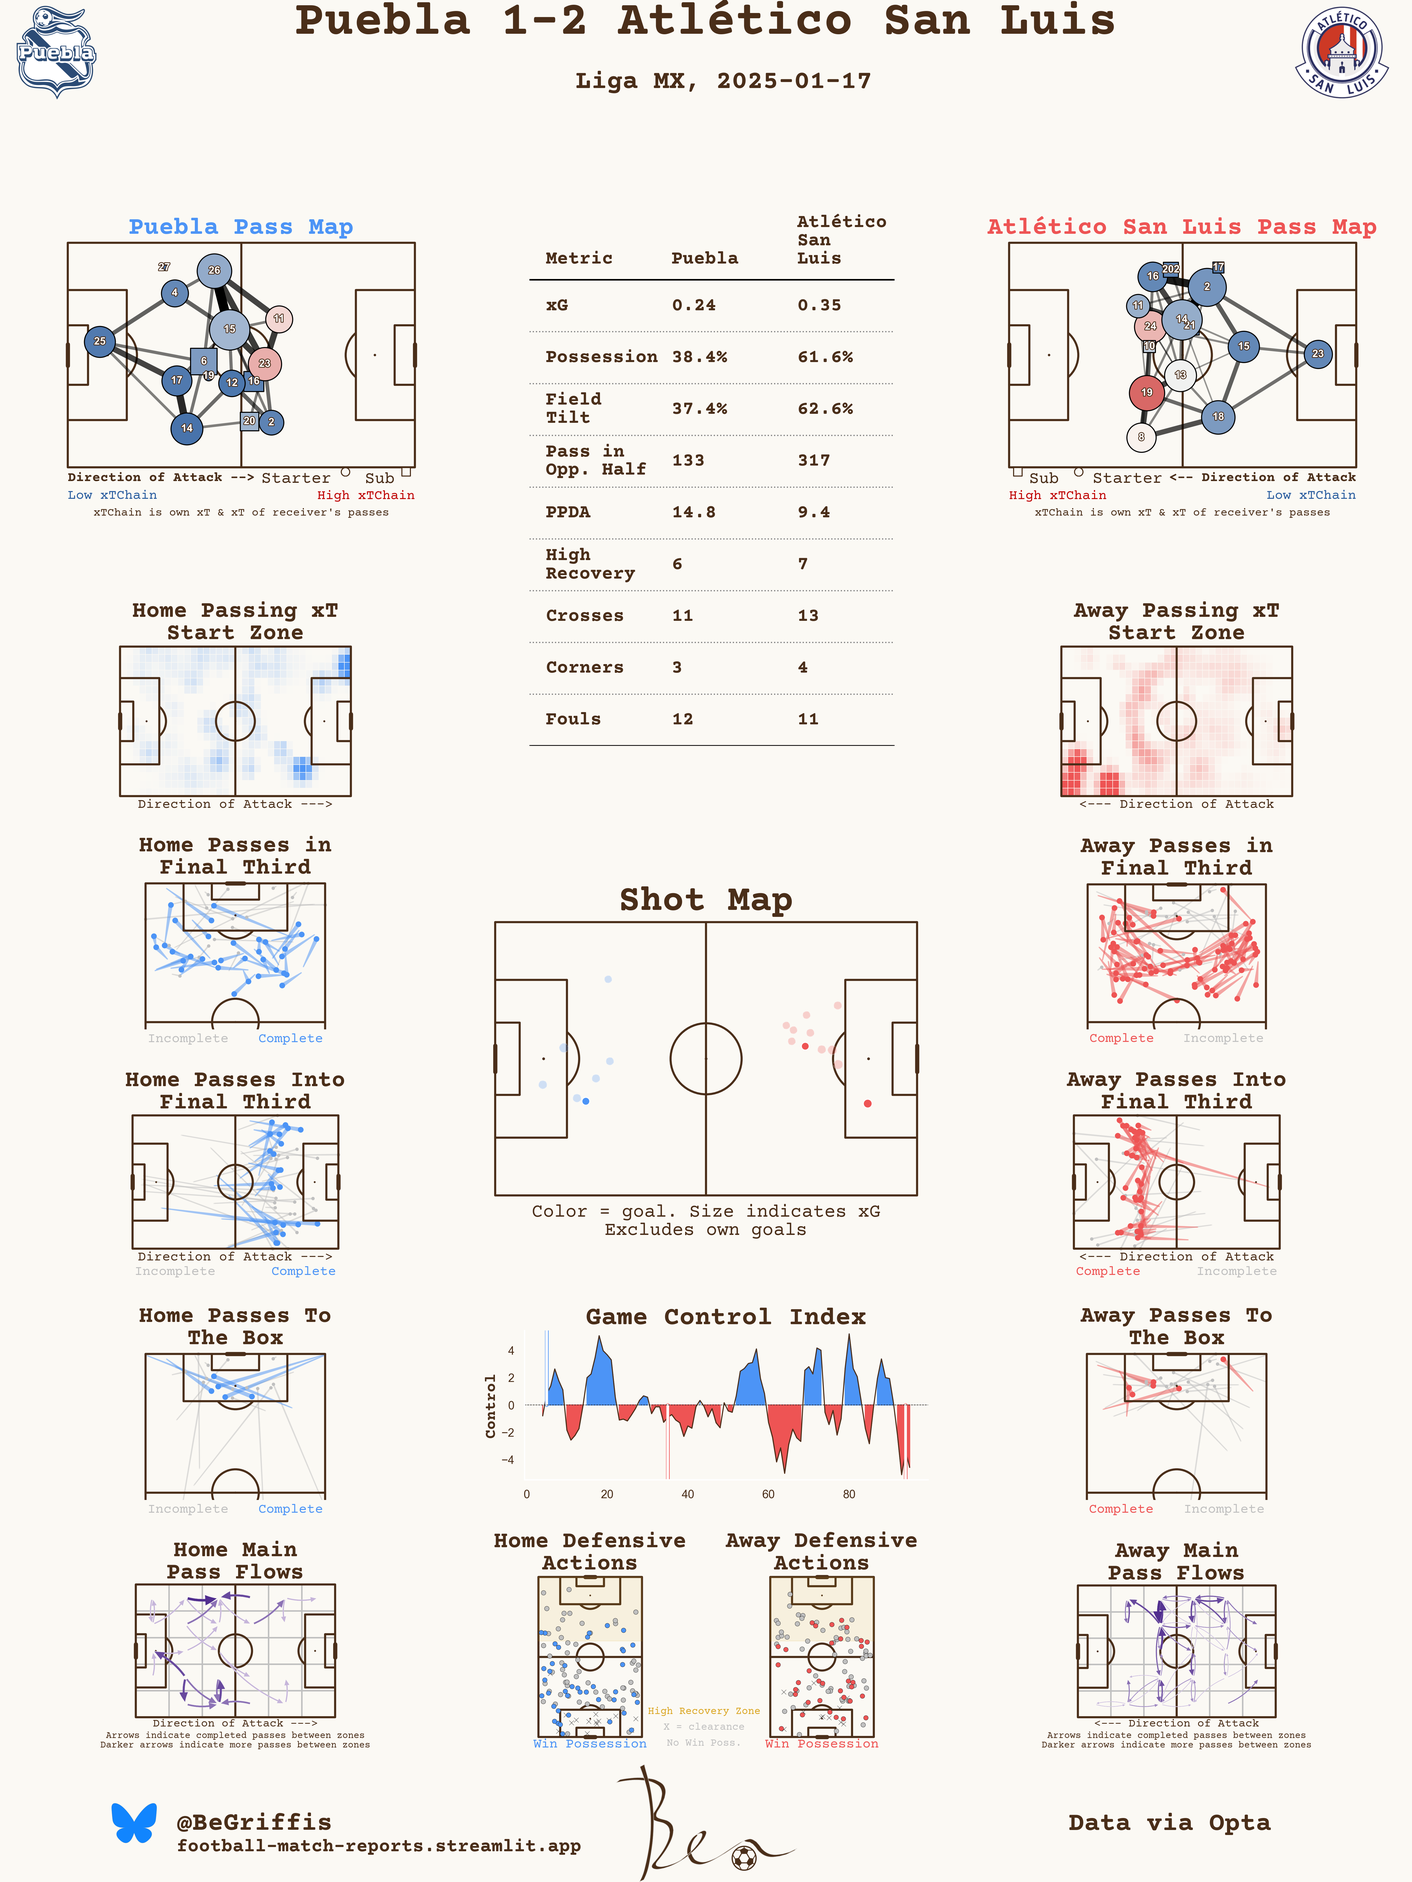 Puebla 1-2 Atlético San Luis
Puebla
ATLÉTICO
SAN LUIS
Liga MX, 2025-01-17
Puebla Pass Map
27
26
4
11
15
25
6
23
19
17
12
16
14
20
2
Direction of Attack --> Starter Sub
Low xTChain High xTChain
xTChain is own xT & xT of receiver's passes
Metric Puebla Atlético
San
Luis
xG 0.24 0.35
Possession 38.4% 61.6%
Field
Tilt 37.4% 62.6%
Pass in
Opp. Half 133 317
PPDA 14.8 9.4
High
Recovery 6 7
Crosses 11 13
Corners 3 4
Fouls 12 11
Atlético San Luis Pass Map
16
202
17
2
11
14
24
21
10
15
23
13
19
18
8
Sub Starter <-- Direction of Attack
High xTChain Low xTChain
xTChain is own xT & xT of receiver's passes
Home Passing xT
Start Zone
Direction of Attack --->
Away Passing xT
Start Zone
<--- Direction of Attack
Home Passes in
Final Third
Incomplete Complete
Away Passes in
Final Third
Complete Incomplete
Shot Map
Color = goal. Size indicates xG
Excludes own goals
Home Passes Into
Final Third
Direction of Attack --->
Incomplete Complete
Away Passes Into
Final Third
<--- Direction of Attack
Complete Incomplete
Home Passes To
The Box
Incomplete Complete
Game Control Index
Control
4
2
0
−2
−4
0 20 40 60 80
Away Passes To
The Box
Complete Incomplete
Home Main
Pass Flows
Direction of Attack --->
Arrows indicate completed passes between zones
Darker arrows indicate more passes between zones
Home Defensive
Actions
Win Possession
High Recovery Zone
X = clearance
No Win Poss.
Away Defensive
Actions
Win Possession
Away Main
Pass Flows
<--- Direction of Attack
Arrows indicate completed passes between zones
Darker arrows indicate more passes between zones
@BeGriffis
football-match-reports.streamlit.app
Ben
Data via Opta